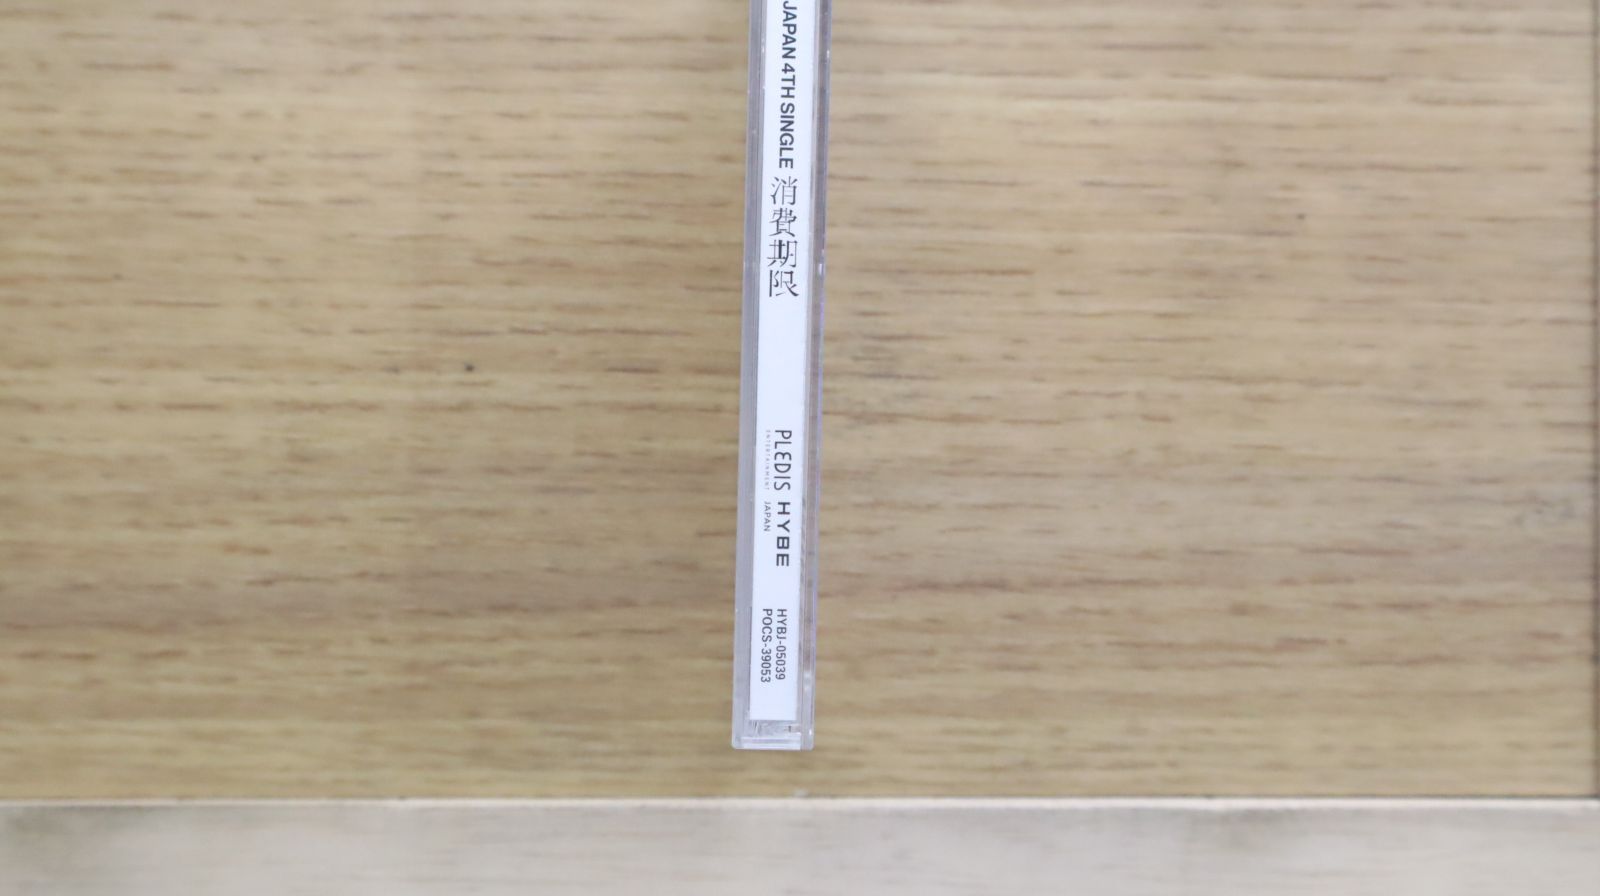 JAPAN 4TH SINGLE 消費期限
PLEDIS
ENTERTAINMENT
HYBE
JAPAN
HYBJ-05039
POCS-39053